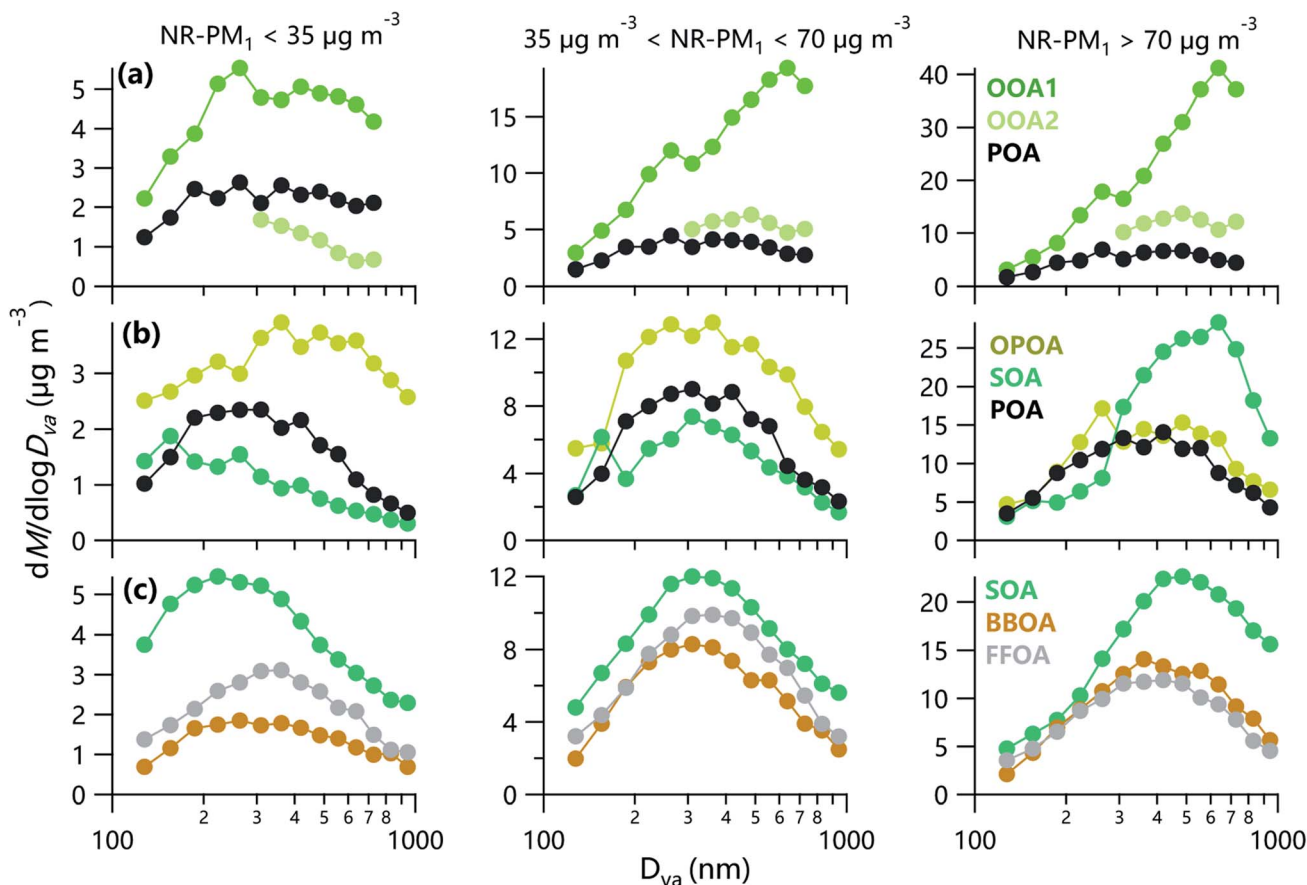 NR-PM₁ < 35 µg m⁻³
35 µg m⁻³ < NR-PM₁ < 70 µg m⁻³
NR-PM₁ > 70 µg m⁻³
(a)
5
4
3
2
1
0
15
10
5
0
40
30
20
10
0
OOA1
OOA2
POA
dM/dlogDva (µg m⁻³)
(b)
3
2
1
0
12
8
4
0
25
20
15
10
5
0
OPOA
SOA
POA
(c)
5
4
3
2
1
0
12
8
4
0
20
15
10
5
0
SOA
BBOA
FFOA
100 2 3 4 5 6 7 8 1000
100 2 3 4 5 6 7 8 1000
100 2 3 4 5 6 7 8 1000
Dva (nm)